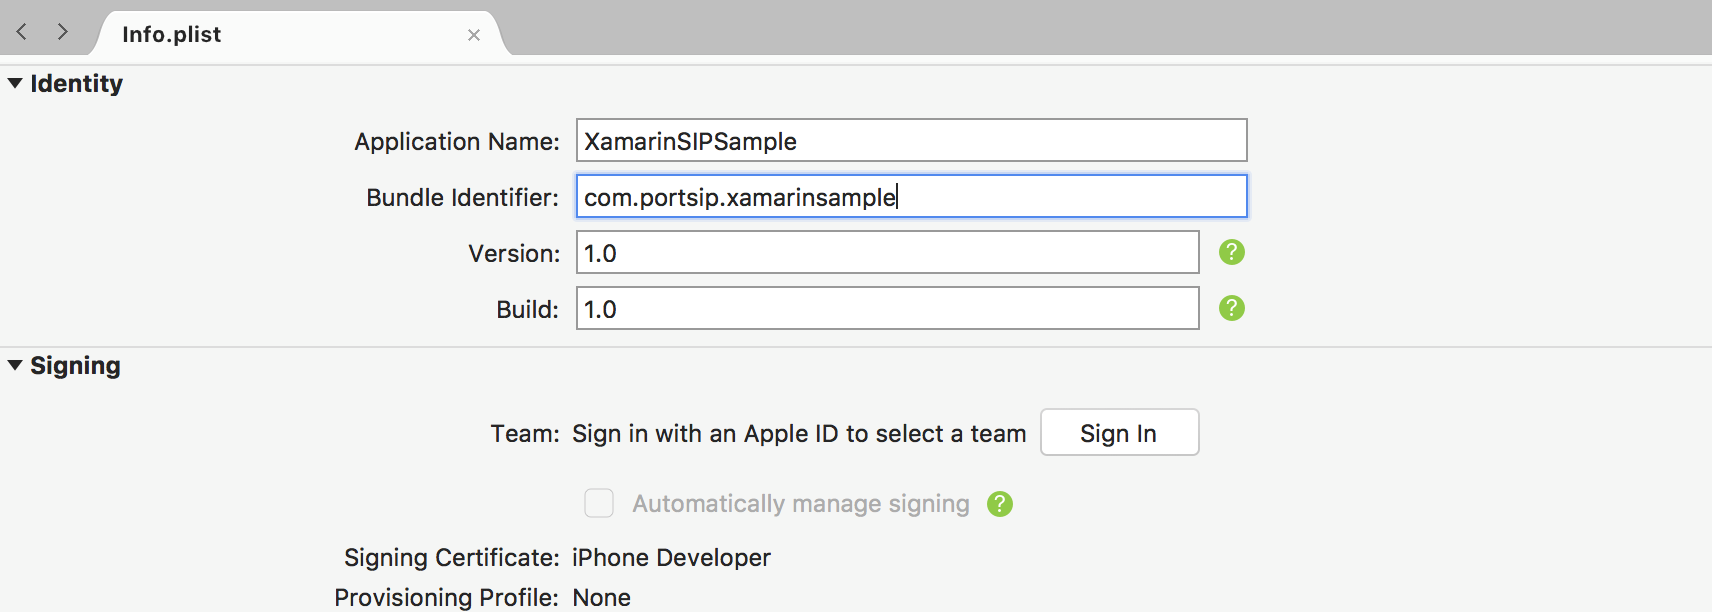 Info.plist
Identity
Application Name: XamarinSIPSample
Bundle Identifier: com.portsip.xamarinsample
Version: 1.0 ?
Build: 1.0 ?
Signing
Team: Sign in with an Apple ID to select a team Sign In
Automatically manage signing ?
Signing Certificate: iPhone Developer
Provisioning Profile: None